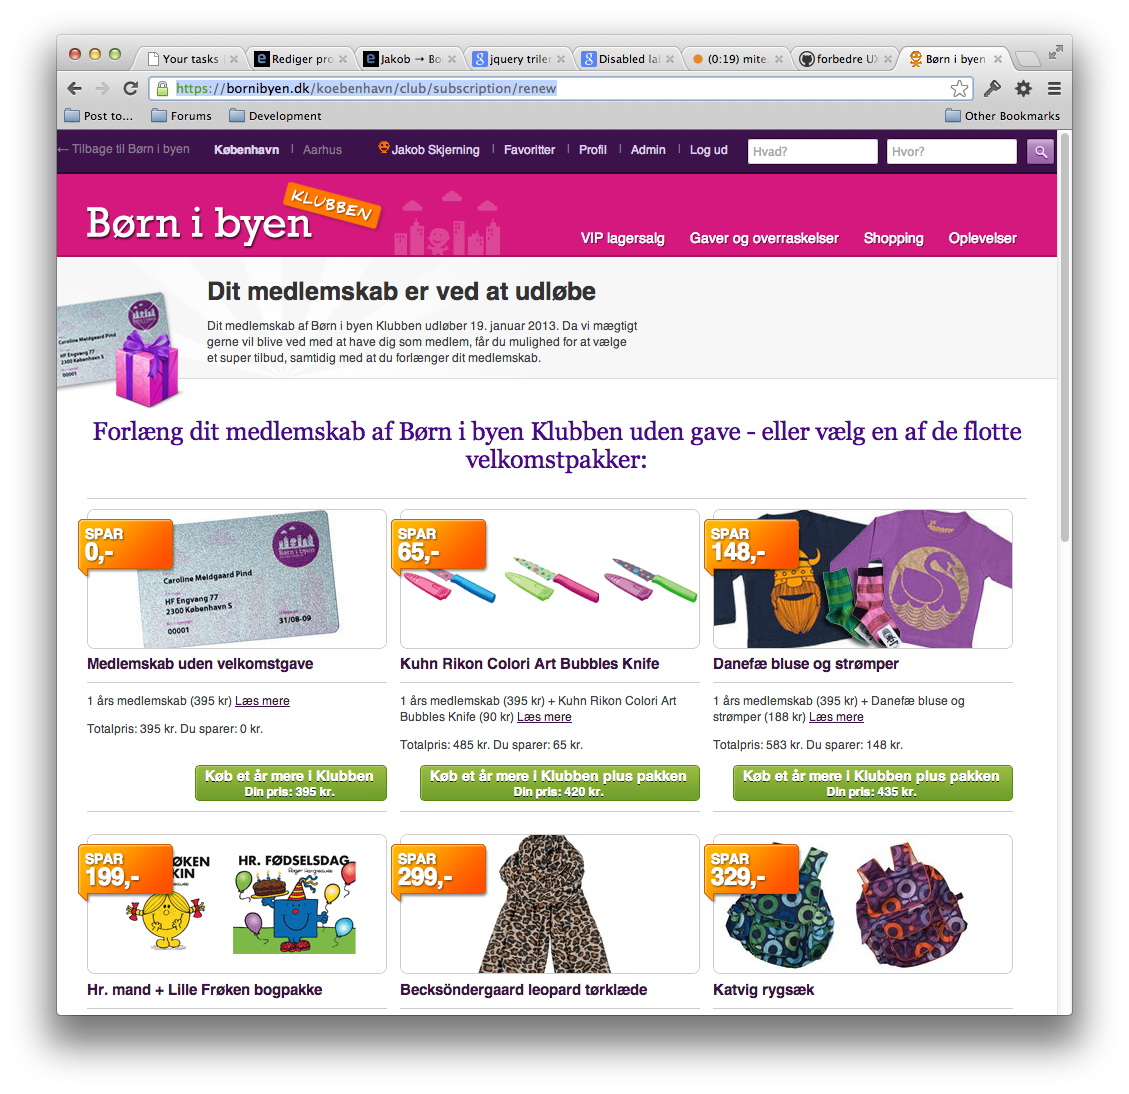 Your tasks
Rediger pro
Jakob → Bo
jquery triler
Disabled la
(0:19) mite.
forbedre UX
Børn i byen
https://bornibyen.dk/koebenhavn/club/subscription/renew
Post to...
Forums
Development
Other Bookmarks
← Tilbage til Børn i byen
København
Aarhus
Jakob Skjerning
Favoritter
Profil
Admin
Log ud
Hvad?
Hvor?
Børn i byen
KLUBBEN
VIP lagersalg
Gaver og overraskelser
Shopping
Oplevelser
Caroline Meldgaard Pind
HF Engvang 77
2300 København S
00001
Dit medlemskab er ved at udløbe
Dit medlemskab af Børn i byen Klubben udløber 19. januar 2013. Da vi mægtigt
gerne vil blive ved med at have dig som medlem, får du mulighed for at vælge
et super tilbud, samtidig med at du forlænger dit medlemskab.
Forlæng dit medlemskab af Børn i byen Klubben uden gave - eller vælg en af de flotte
velkomstpakker:
SPAR
0,-
Børn i byen
Caroline Meldgaard Pind
HF Engvang 77
2300 København S
00001
31/08-09
Medlemskab uden velkomstgave
1 års medlemskab (395 kr) Læs mere
Totalpris: 395 kr. Du sparer: 0 kr.
Køb et år mere i Klubben
Din pris: 395 kr.
SPAR
65,-
Kuhn Rikon Colori Art Bubbles Knife
1 års medlemskab (395 kr) + Kuhn Rikon Colori Art
Bubbles Knife (90 kr) Læs mere
Totalpris: 485 kr. Du sparer: 65 kr.
Køb et år mere i Klubben plus pakken
Din pris: 420 kr.
SPAR
148,-
Danefæ bluse og strømper
1 års medlemskab (395 kr) + Danefæ bluse og
strømper (188 kr) Læs mere
Totalpris: 583 kr. Du sparer: 148 kr.
Køb et år mere i Klubben plus pakken
Din pris: 435 kr.
SPAR
199,-
HR. FØDSELSDAG
Roger Hargreaves
Hr. mand + Lille Frøken bogpakke
SPAR
299,-
Becksöndergaard leopard tørklæde
SPAR
329,-
Katvig rygsæk